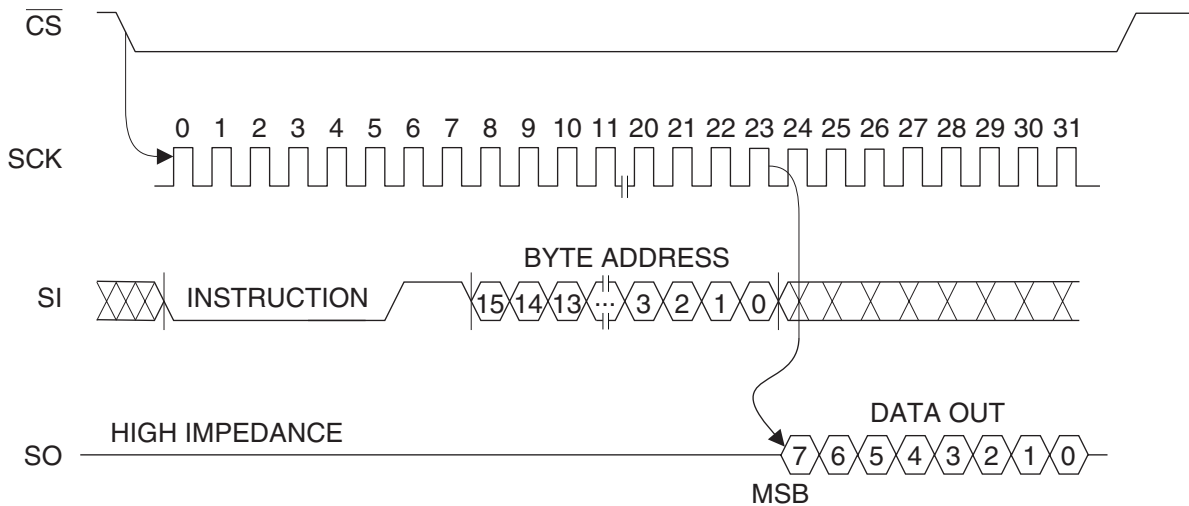 CS
0 1 2 3 4 5 6 7 8 9 10 11 20 21 22 23 24 25 26 27 28 29 30 31
SCK
BYTE ADDRESS
SI INSTRUCTION 15 14 13 ... 3 2 1 0
DATA OUT
HIGH IMPEDANCE
SO 7 6 5 4 3 2 1 0
MSB